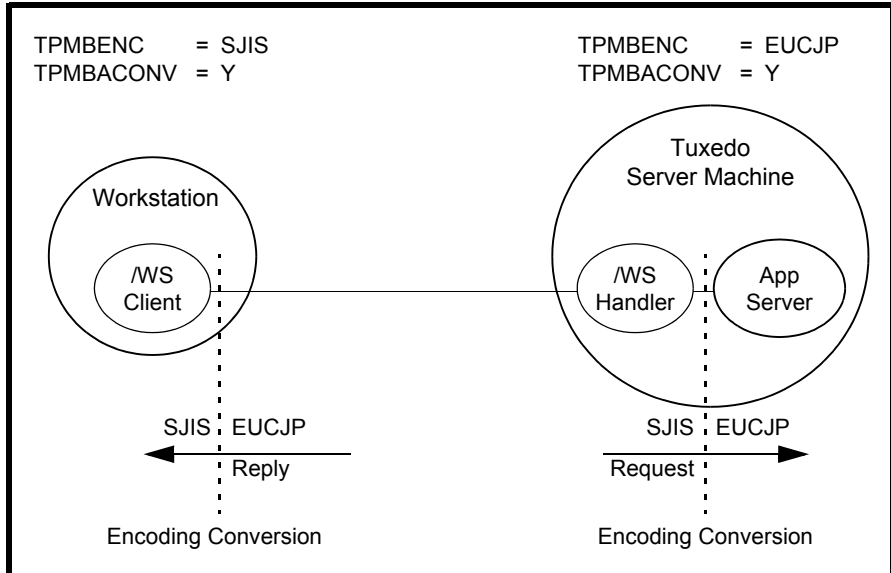 TPMBENC = SJIS
TPMBACONV = Y
TPMBENC = EUCJP
TPMBACONV = Y
Workstation
/WS
Client
Tuxedo
Server Machine
/WS
Handler
App
Server
SJIS EUCJP
Reply
Encoding Conversion
SJIS EUCJP
Request
Encoding Conversion